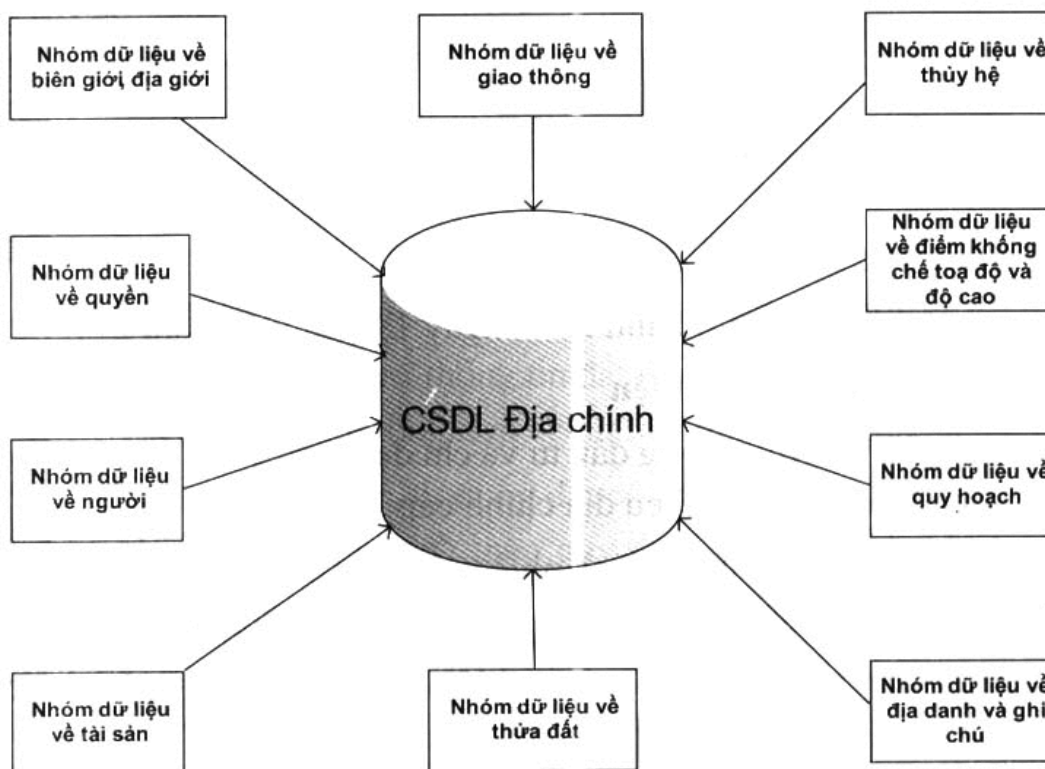 Nhóm dữ liệu về
biên giới, địa giới
Nhóm dữ liệu về
giao thông
Nhóm dữ liệu về
thủy hệ
Nhóm dữ liệu
về quyền
Nhóm dữ liệu
về điểm khống
chế toạ độ và
độ cao
CSDL Địa chính
Nhóm dữ liệu
về người
Nhóm dữ liệu về
quy hoạch
Nhóm dữ liệu
về tài sản
Nhóm dữ liệu về
thửa đất
Nhóm dữ liệu về
địa danh và ghi
chú